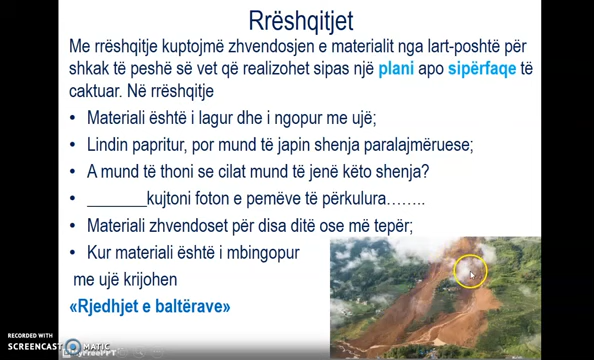 Rrëshqitjet
Me rrëshqitje kuptojmë zhvendosjen e materialit nga lart-poshtë për
shkak të peshë së vet që realizohet sipas një plani apo sipërfaqe të
caktuar. Në rrëshqitje
• Materiali është i lagur dhe i ngopur me ujë;
• Lindin papritur, por mund të japin shenja paralajmëruese;
• A mund të thoni se cilat mund të jenë këto shenja?
• _______kujtoni foton e pemëve të përkulura……..
• Materiali zhvendoset për disa ditë ose më tepër;
• Kur materiali është i mbingopur
me ujë krijohen
«Rjedhjet e baltërave»
RECORDED WITH
SCREENCAST MATIC
MyFreePPT